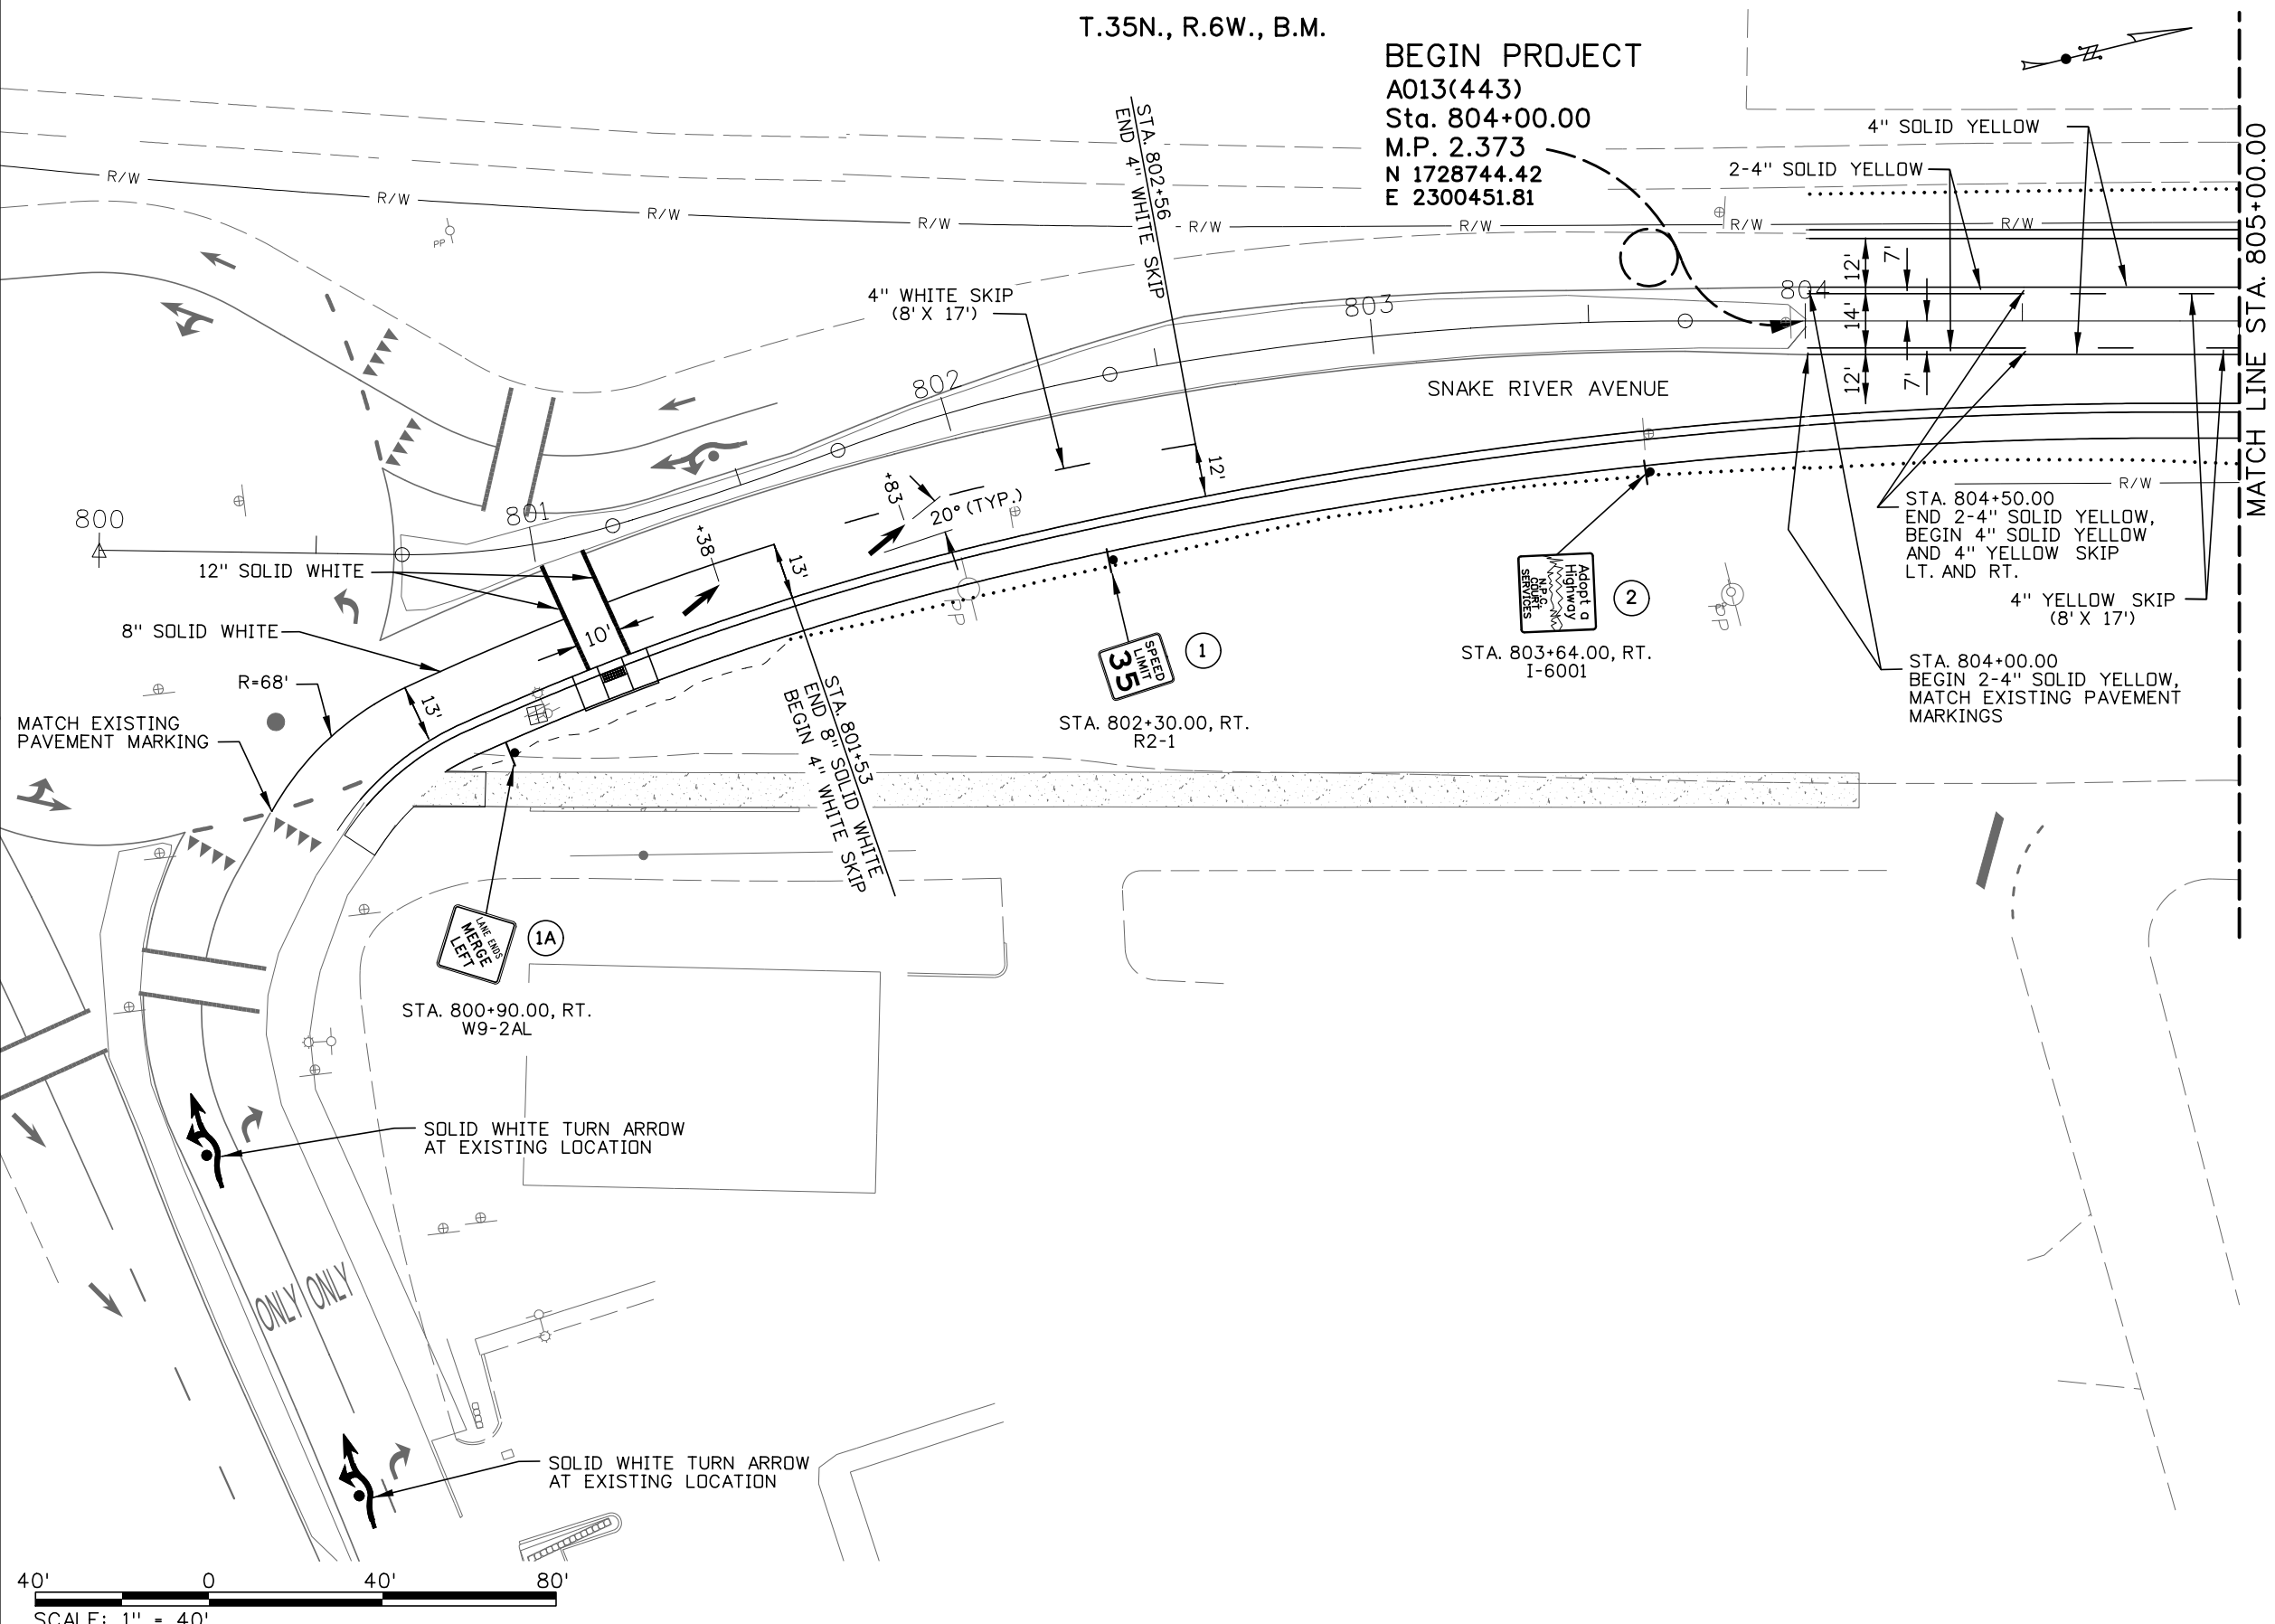 T.35N., R.6W., B.M.
BEGIN PROJECT
A013(443)
Sta. 804+00.00
M.P. 2.373
N 1728744.42
E 2300451.81
N
4" SOLID YELLOW
2-4" SOLID YELLOW
MATCH LINE STA. 805+00.00
R/W
R/W
R/W
R/W
R/W
R/W
R/W
R/W
R/W
PP
STA. 802+56
END 4" WHITE SKIP
4" WHITE SKIP
(8' X 17')
12'
7'
14'
12'
7'
800
801
802
803
804
SNAKE RIVER AVENUE
12'
+83
20° (TYP.)
+38
13'
10'
12" SOLID WHITE
8" SOLID WHITE
R=68'
13'
MATCH EXISTING
PAVEMENT MARKING
PP
PP
STA. 801+53
END 8" SOLID WHITE
BEGIN 4" WHITE SKIP
SPEED
LIMIT
35
1
STA. 802+30.00, RT.
R2-1
Adopt a
Highway
N.P.C.
COURT
SERVICES
2
STA. 803+64.00, RT.
I-6001
STA. 804+50.00
END 2-4" SOLID YELLOW,
BEGIN 4" SOLID YELLOW
AND 4" YELLOW SKIP
LT. AND RT.
4" YELLOW SKIP
(8' X 17')
STA. 804+00.00
BEGIN 2-4" SOLID YELLOW,
MATCH EXISTING PAVEMENT
MARKINGS
LANE ENDS
MERGE
LEFT
1A
STA. 800+90.00, RT.
W9-2AL
SOLID WHITE TURN ARROW
AT EXISTING LOCATION
ONLY ONLY
SOLID WHITE TURN ARROW
AT EXISTING LOCATION
40' 0 40' 80'
SCALE: 1" = 40'